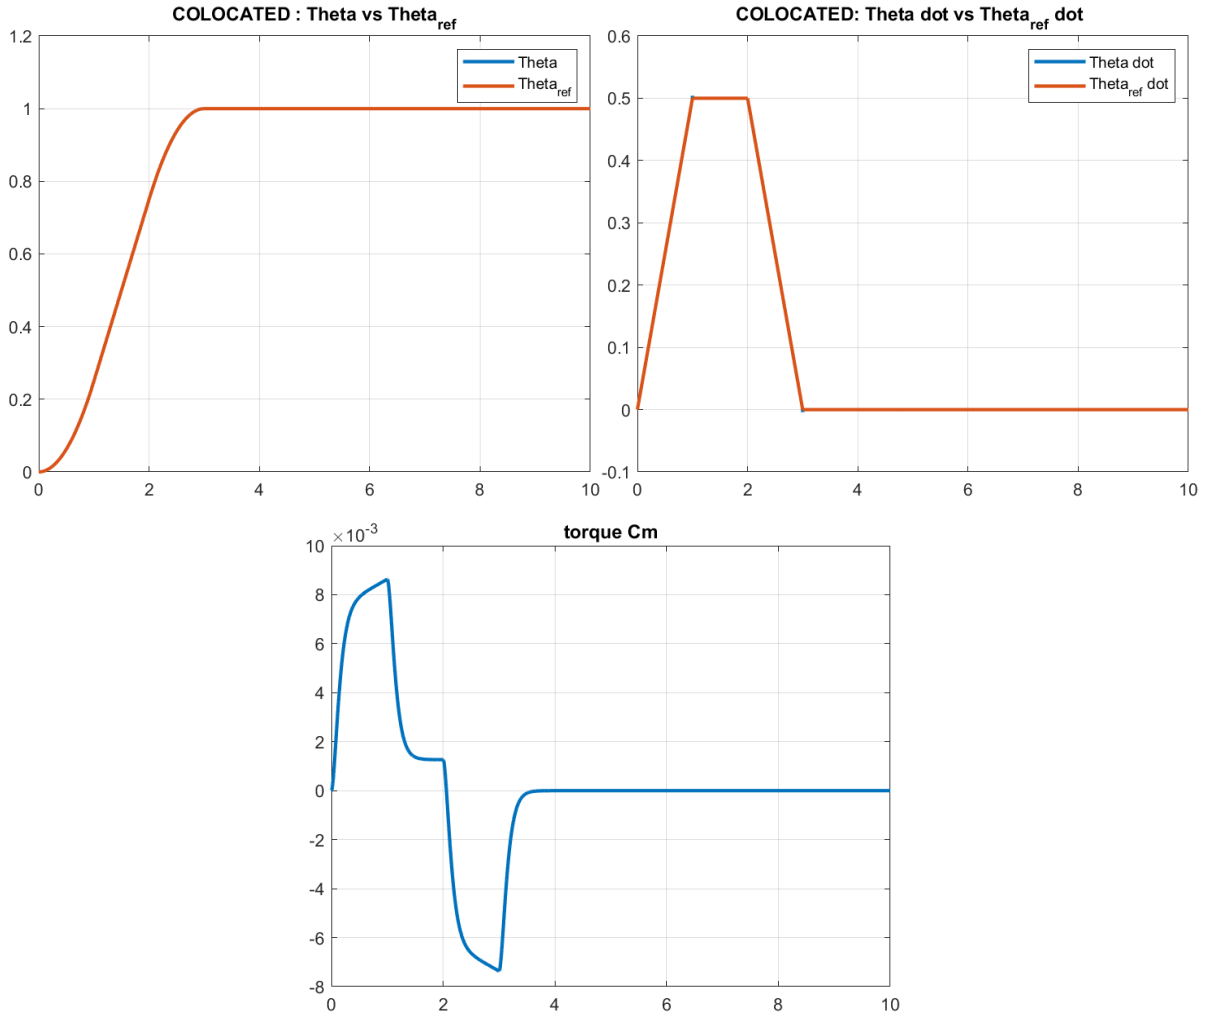 COLOCATED : Theta vs Theta_ref
1.2
1
0.8
0.6
0.4
0.2
0
0 2 4 6 8 10
Theta
Theta_ref
COLOCATED: Theta dot vs Theta_ref dot
0.6
0.5
0.4
0.3
0.2
0.1
0
-0.1
0 2 4 6 8 10
Theta dot
Theta_ref dot
torque Cm
×10^-3
10
8
6
4
2
0
-2
-4
-6
-8
0 2 4 6 8 10